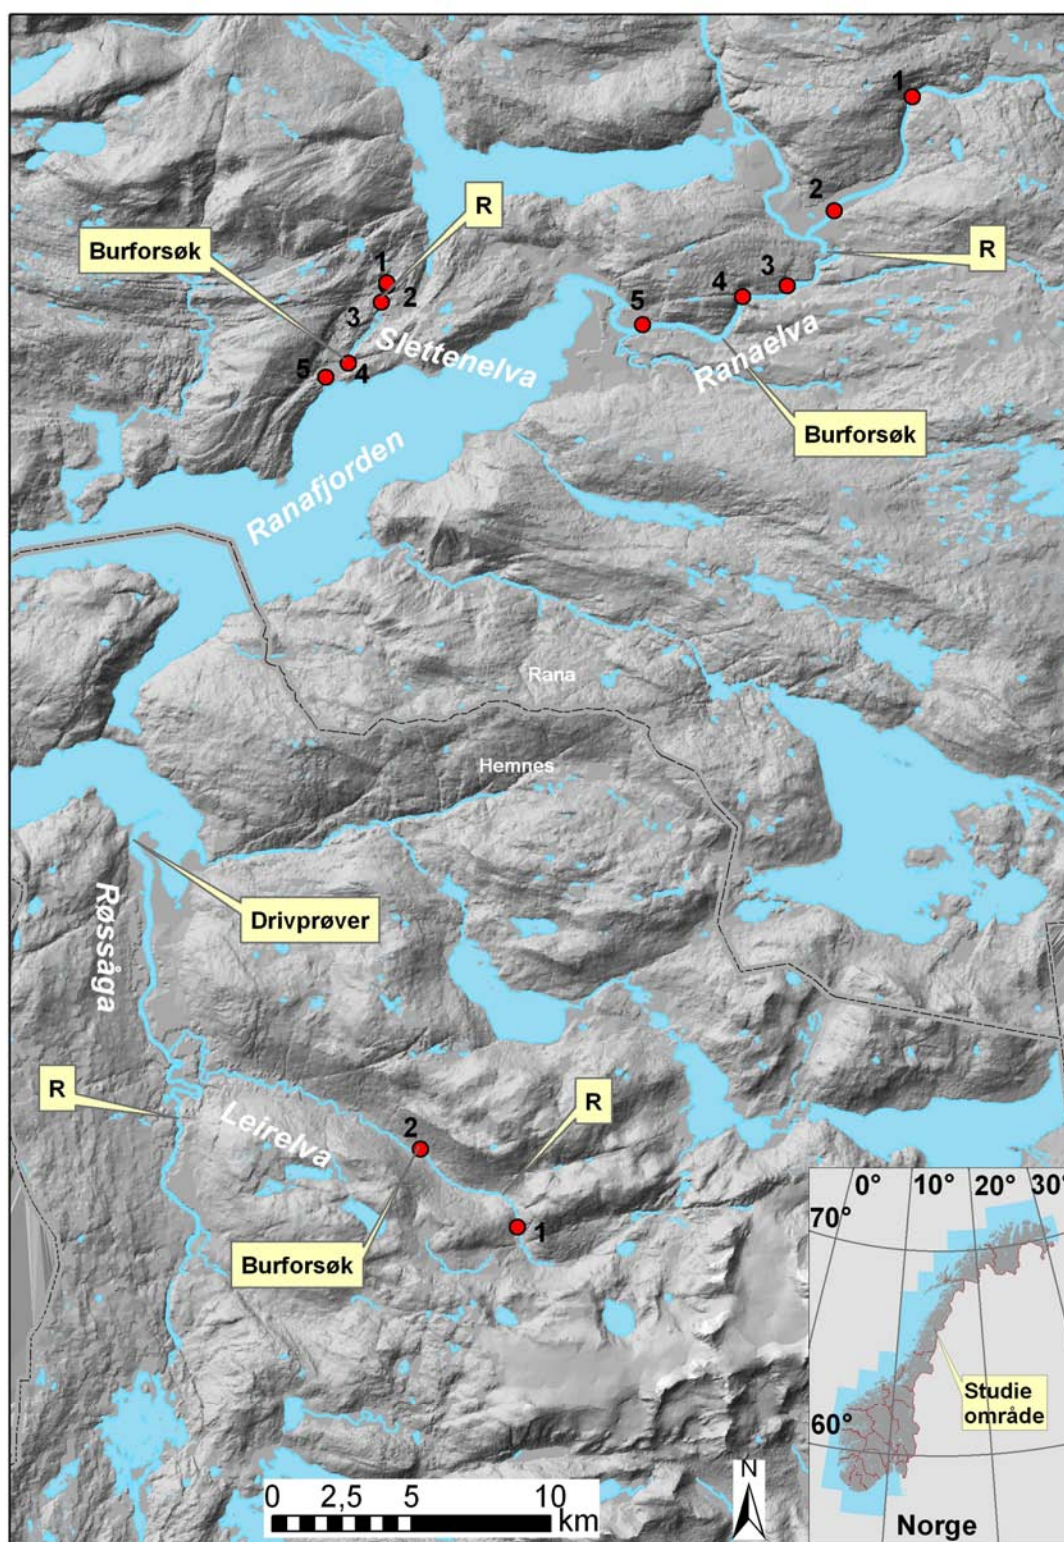 1
2
R
R
Burforsøk
1
2
3
3
4
5
Slettenelva
Ranaelva
5
4
Burforsøk
Ranafjorden
Rana
Hemnes
Drivprøver
Røssåga
R
R
Leirelva
2
1
Burforsøk
0° 10° 20° 30°
70°
60°
Studie
område
Norge
N
0 2,5 5 10
km